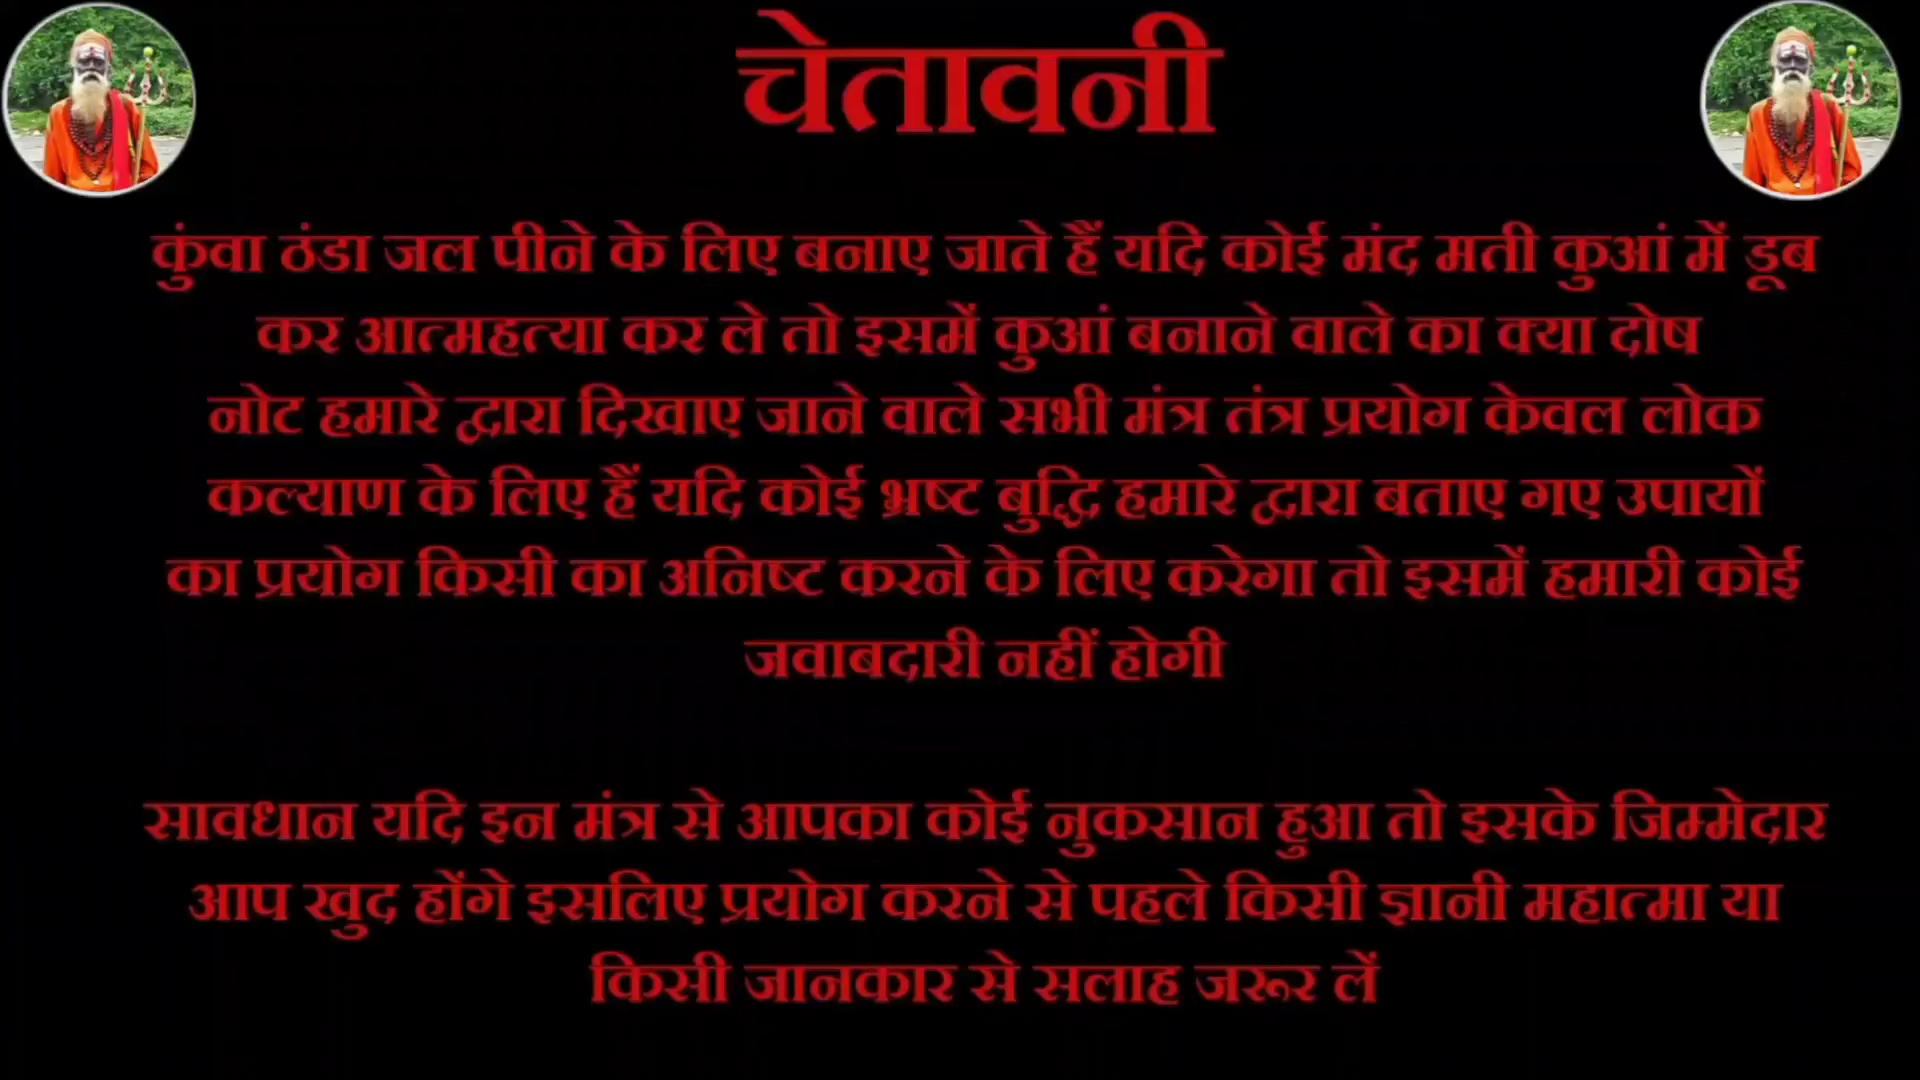 चेतावनी
कुंवा ठंडा जल पीने के लिए बनाए जाते हैं यदि कोई मंद मती कुआं में डूब
कर आत्महत्या कर ले तो इसमें कुआं बनाने वाले का क्या दोष
नोट हमारे द्वारा दिखाए जाने वाले सभी मंत्र तंत्र प्रयोग केवल लोक
कल्याण के लिए हैं यदि कोई भ्रष्ट बुद्धि हमारे द्वारा बताए गए उपायों
का प्रयोग किसी का अनिष्ट करने के लिए करेगा तो इसमें हमारी कोई
जवाबदारी नहीं होगी
सावधान यदि इन मंत्र से आपका कोई नुकसान हुआ तो इसके जिम्मेदार
आप खुद होंगे इसलिए प्रयोग करने से पहले किसी ज्ञानी महात्मा या
किसी जानकार से सलाह जरूर लें